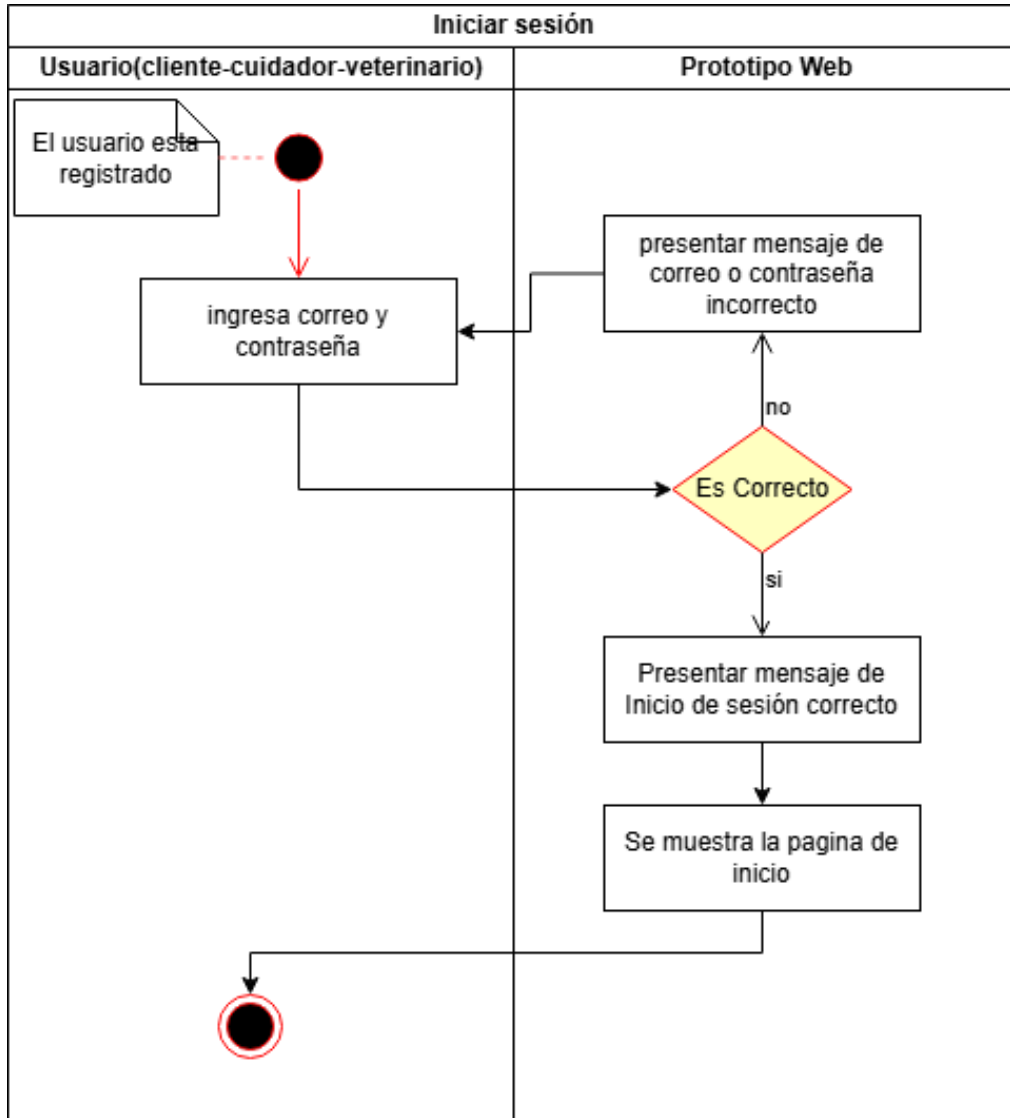 Iniciar sesión
Usuario(cliente-cuidador-veterinario)
Prototipo Web
El usuario esta
registrado
ingresa correo y
contraseña
presentar mensaje de
correo o contraseña
incorrecto
no
Es Correcto
si
Presentar mensaje de
Inicio de sesión correcto
Se muestra la pagina de
inicio